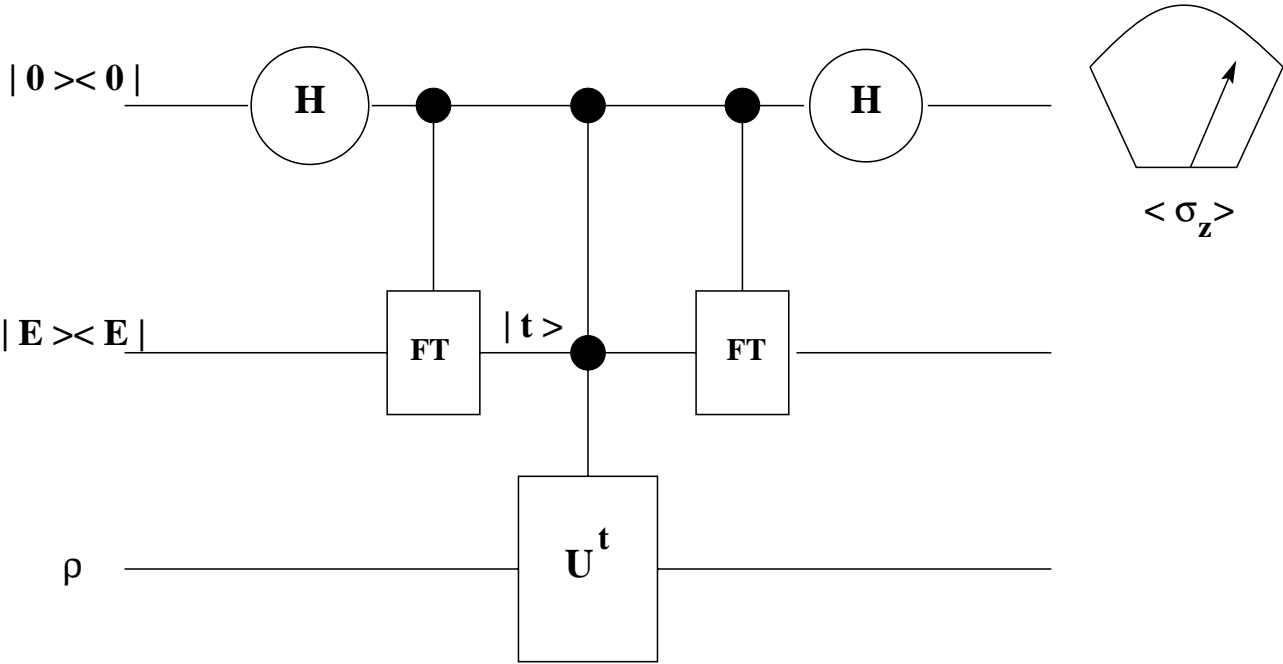 | 0 >< 0 |
H
H
< σz >
| E >< E |
FT
| t >
FT
U^t
ρ